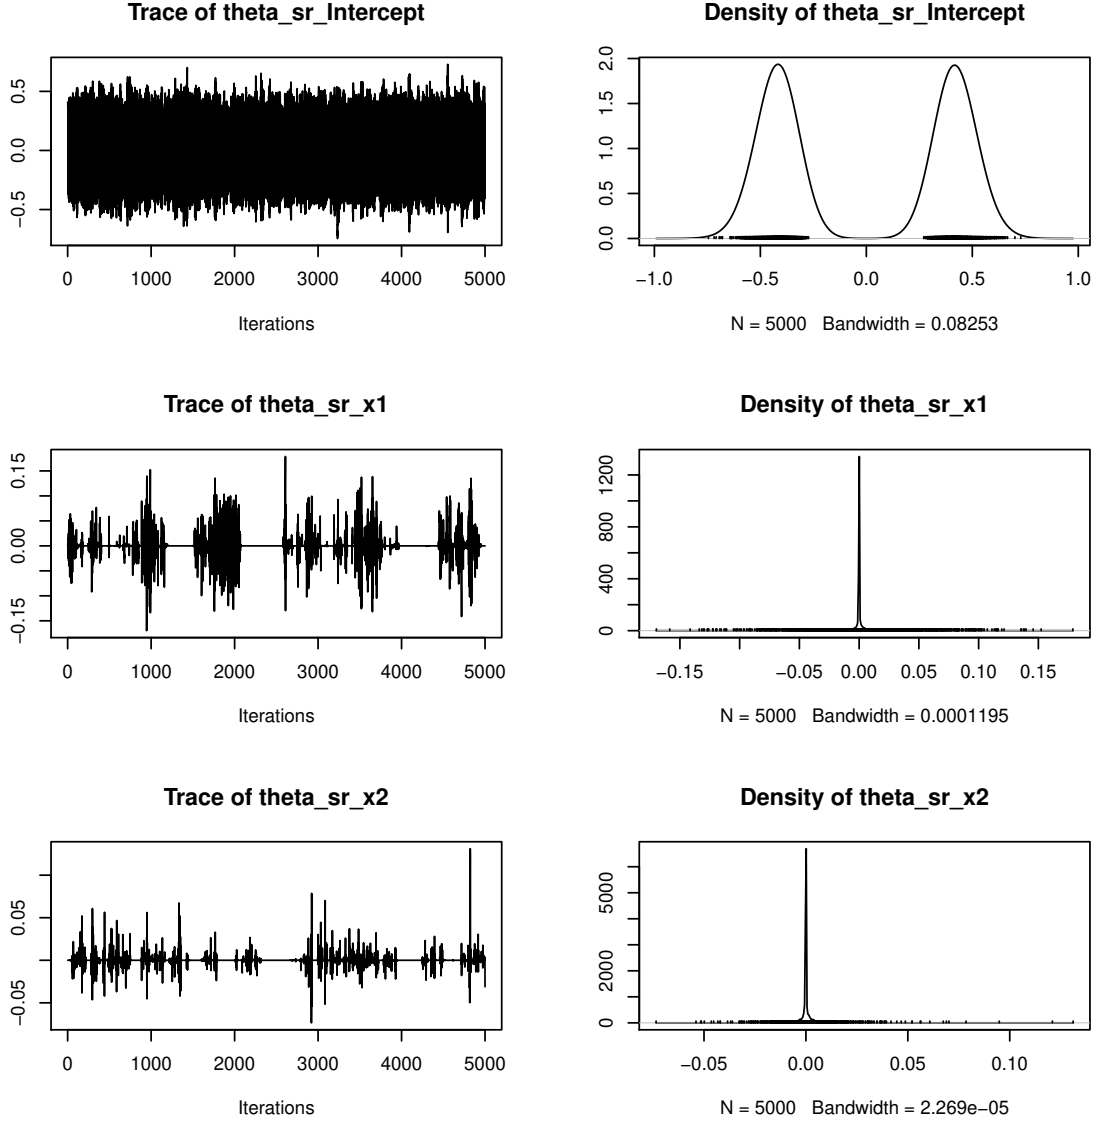 Trace of theta_sr_Intercept
0.5
0.0
−0.5
0 1000 2000 3000 4000 5000
Iterations
Density of theta_sr_Intercept
2.0
1.5
1.0
0.5
0.0
−1.0 −0.5 0.0 0.5 1.0
N = 5000 Bandwidth = 0.08253
Trace of theta_sr_x1
0.15
0.00
−0.15
0 1000 2000 3000 4000 5000
Iterations
Density of theta_sr_x1
1200
800
400
0
−0.15 −0.05 0.00 0.05 0.10 0.15
N = 5000 Bandwidth = 0.0001195
Trace of theta_sr_x2
0.05
−0.05
0 1000 2000 3000 4000 5000
Iterations
Density of theta_sr_x2
5000
2000
0
−0.05 0.00 0.05 0.10
N = 5000 Bandwidth = 2.269e−05